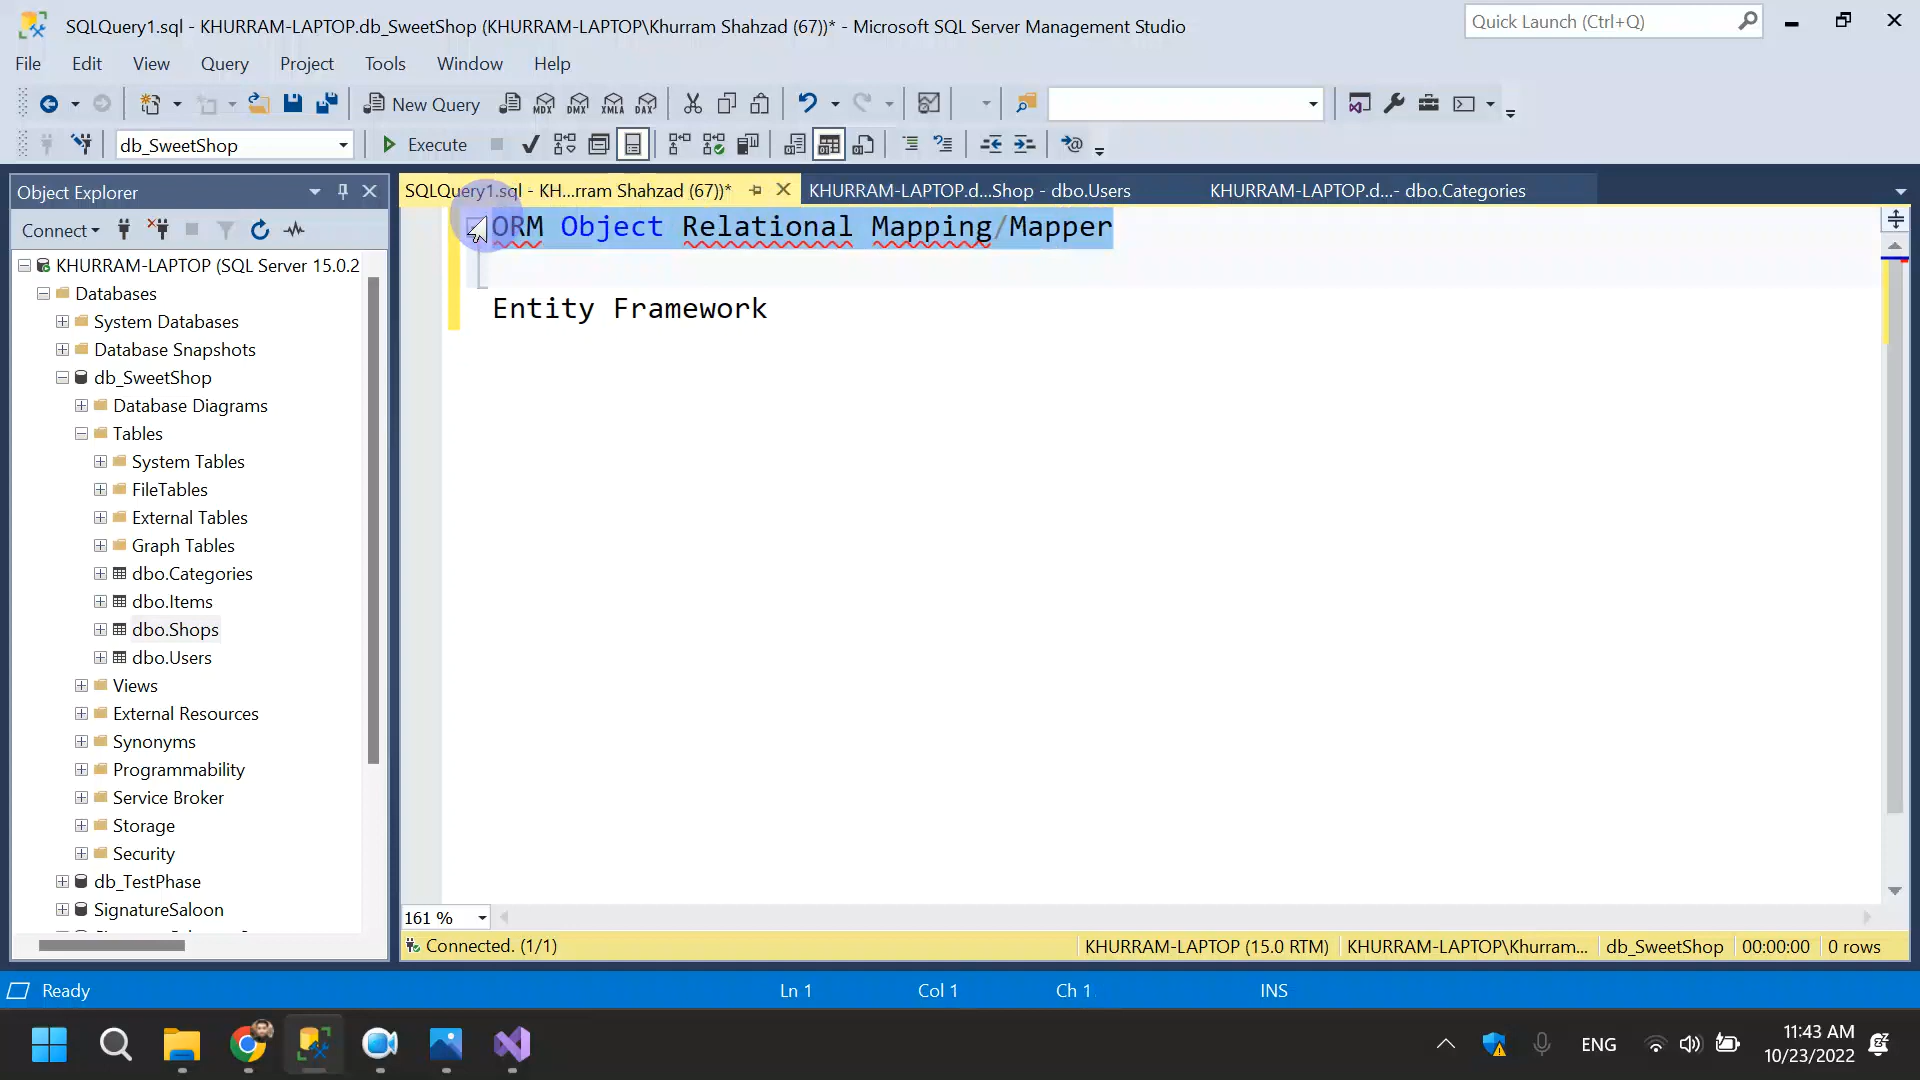 SQLQuery1.sql - KHURRAM-LAPTOP.db_SweetShop (KHURRAM-LAPTOP\Khurram Shahzad (67))* - Microsoft SQL Server Management Studio
Quick Launch (Ctrl+Q)
File Edit View Query Project Tools Window Help
New Query MDX DMX XMLA DAX
db_SweetShop Execute
Object Explorer
SQLQuery1.sql - KH...rram Shahzad (67))* KHURRAM-LAPTOP.d...Shop - dbo.Users KHURRAM-LAPTOP.d...- dbo.Categories
Connect
KHURRAM-LAPTOP (SQL Server 15.0.2
Databases
System Databases
Database Snapshots
db_SweetShop
Database Diagrams
Tables
System Tables
FileTables
External Tables
Graph Tables
dbo.Categories
dbo.Items
dbo.Shops
dbo.Users
Views
External Resources
Synonyms
Programmability
Service Broker
Storage
Security
db_TestPhase
SignatureSaloon
ORM Object Relational Mapping/Mapper
Entity Framework
161 %
Connected. (1/1) KHURRAM-LAPTOP (15.0 RTM) KHURRAM-LAPTOP\Khurram... db_SweetShop 00:00:00 0 rows
Ready Ln 1 Col 1 Ch 1 INS
ENG 11:43 AM
10/23/2022